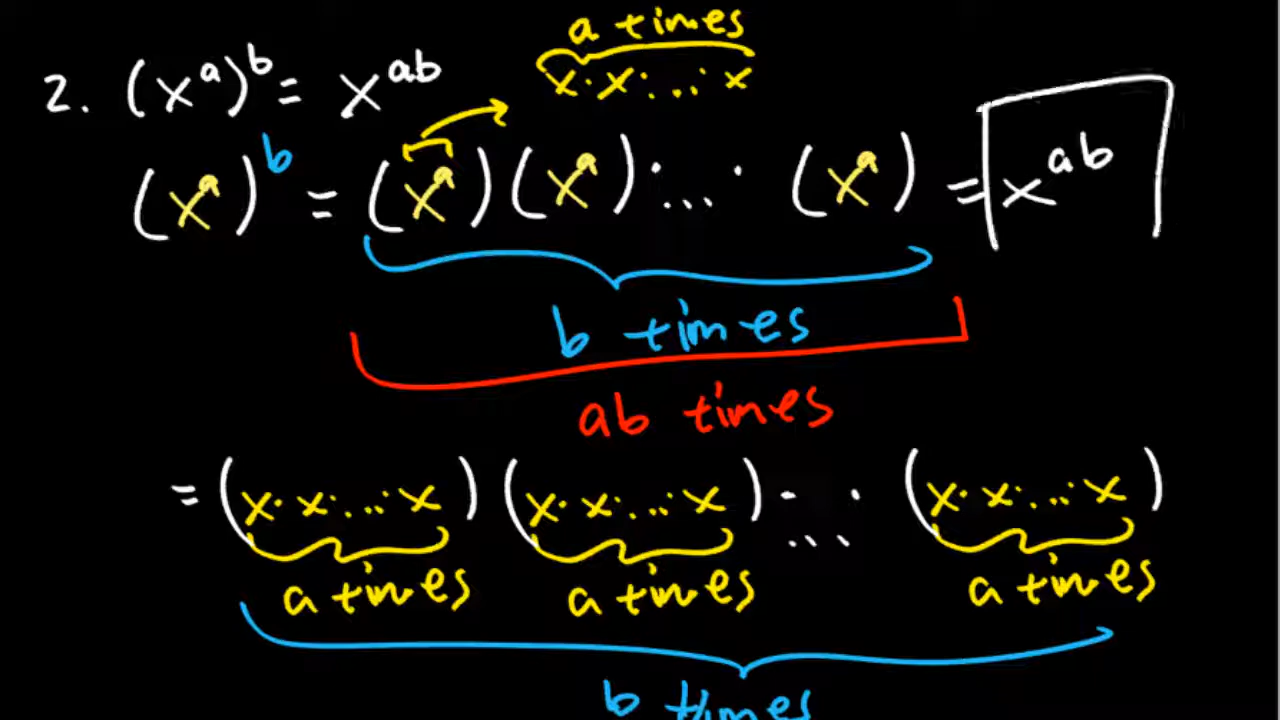 a times
x·x·...·x
2. (x^a)^b = x^ab
(x^a)^b = (x^a)(x^a)·...·(x^a) = x^ab
b times
ab times
= (x·x·...·x)(x·x·...·x)·...·(x·x·...·x)
a times a times a times
b times